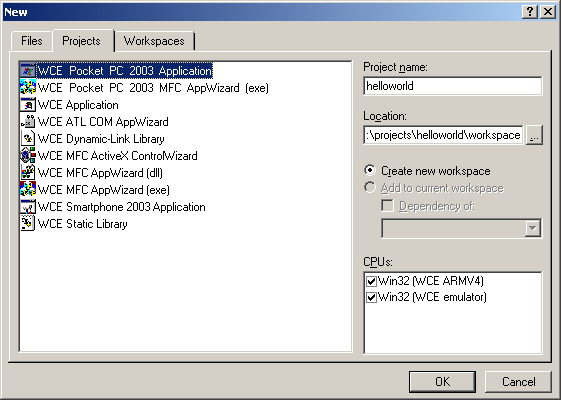 New
Files
Projects
Workspaces
WCE Pocket PC 2003 Application
WCE Pocket PC 2003 MFC AppWizard (exe)
WCE Application
WCE ATL COM AppWizard
WCE Dynamic-Link Library
WCE MFC ActiveX ControlWizard
WCE MFC AppWizard (dll)
WCE MFC AppWizard (exe)
WCE Smartphone 2003 Application
WCE Static Library
Project name:
helloworld
Location:
:\projects\helloworld\workspace
...
Create new workspace
Add to current workspace
Dependency of:
CPUs:
Win32 (WCE ARMV4)
Win32 (WCE emulator)
OK
Cancel